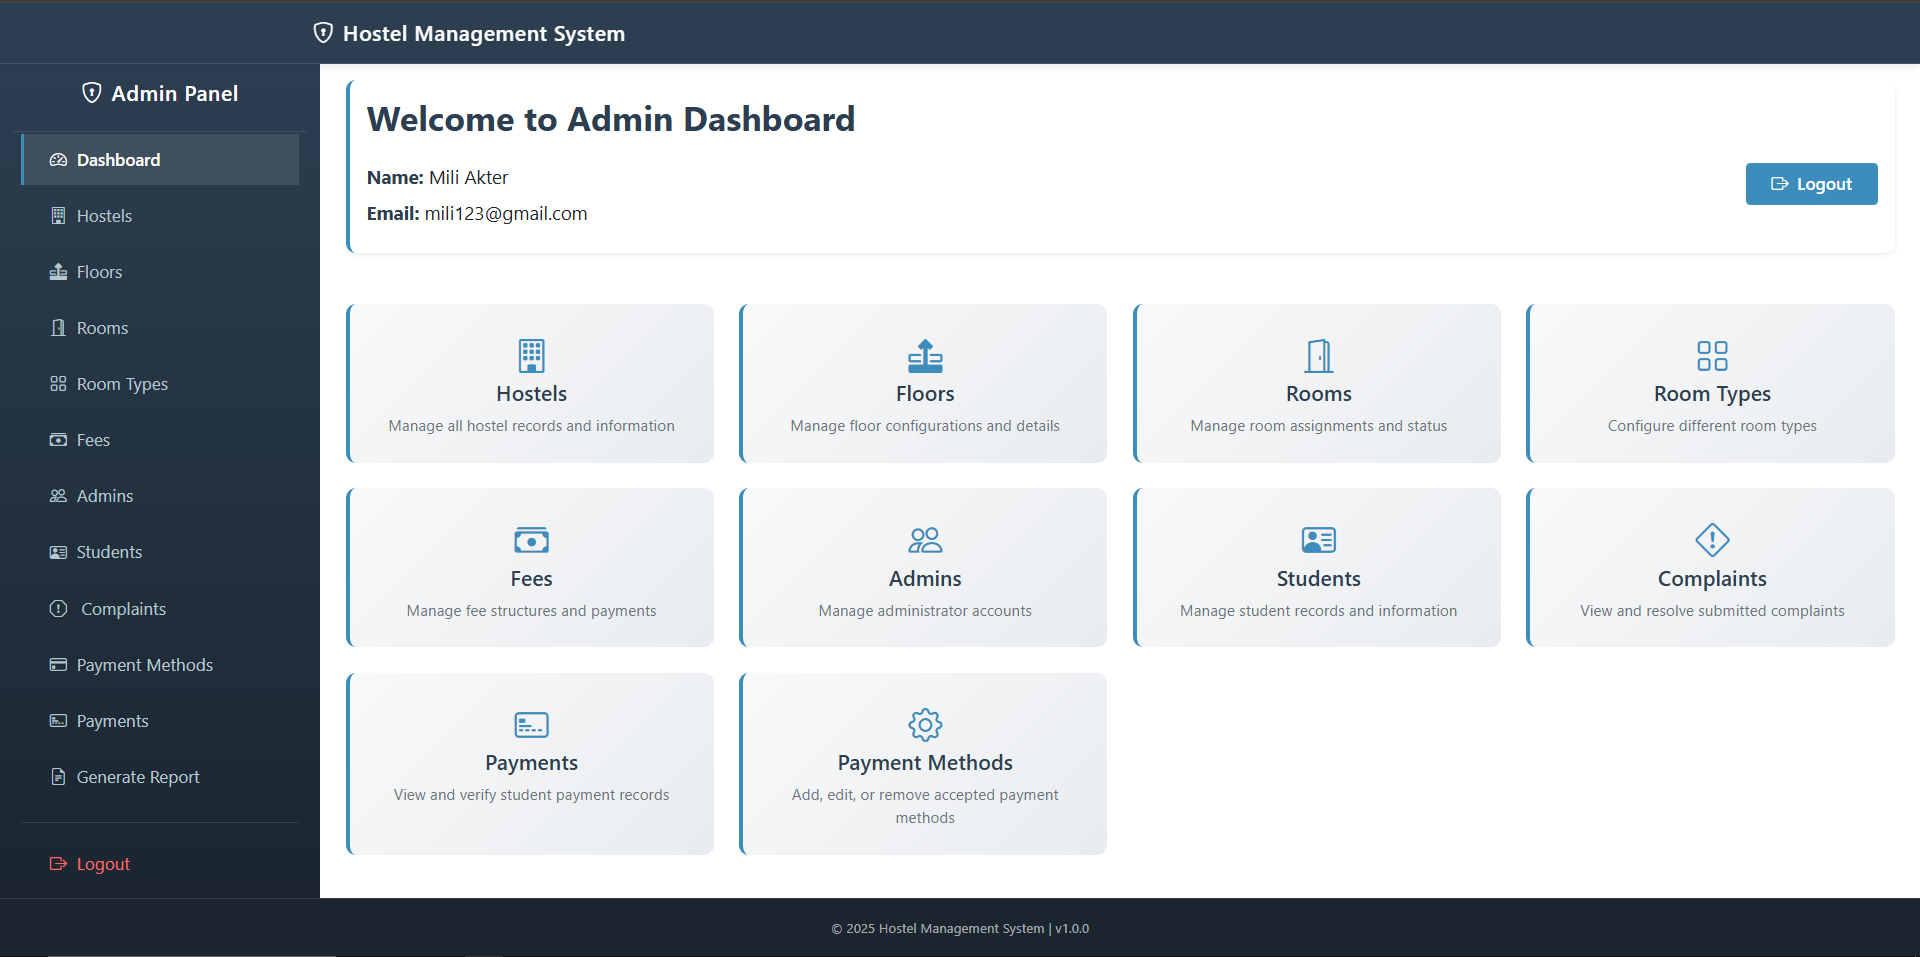 Hostel Management System
Admin Panel
Dashboard
Hostels
Floors
Rooms
Room Types
Fees
Admins
Students
Complaints
Payment Methods
Payments
Generate Report
Logout
Welcome to Admin Dashboard
Name: Mili Akter
Email: mili123@gmail.com
Logout
Hostels
Manage all hostel records and information
Floors
Manage floor configurations and details
Rooms
Manage room assignments and status
Room Types
Configure different room types
Fees
Manage fee structures and payments
Admins
Manage administrator accounts
Students
Manage student records and information
Complaints
View and resolve submitted complaints
Payments
View and verify student payment records
Payment Methods
Add, edit, or remove accepted payment
methods
© 2025 Hostel Management System | v1.0.0